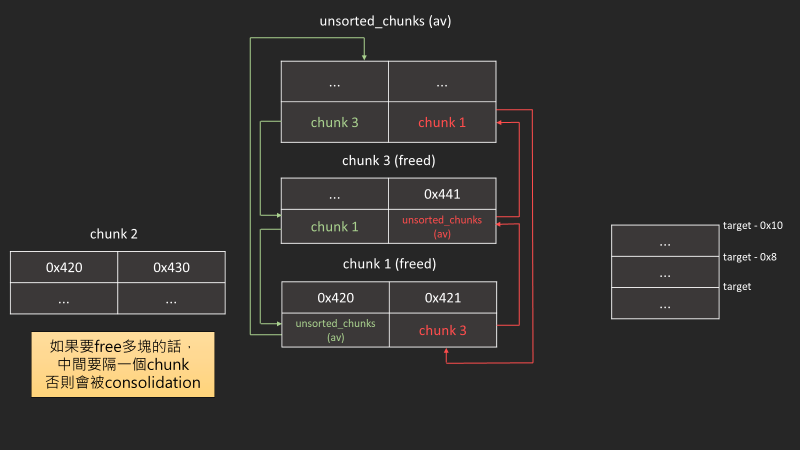 unsorted_chunks (av)
... ...
chunk 3 chunk 1
chunk 3 (freed)
... 0x441
chunk 1 unsorted_chunks
(av)
chunk 1 (freed)
0x420 0x421
unsorted_chunks
(av) chunk 3
chunk 2
0x420 0x430
... ...
如果要free多塊的話，
中間要隔一個chunk
否則會被consolidation
target - 0x10
...
target - 0x8
...
target
...